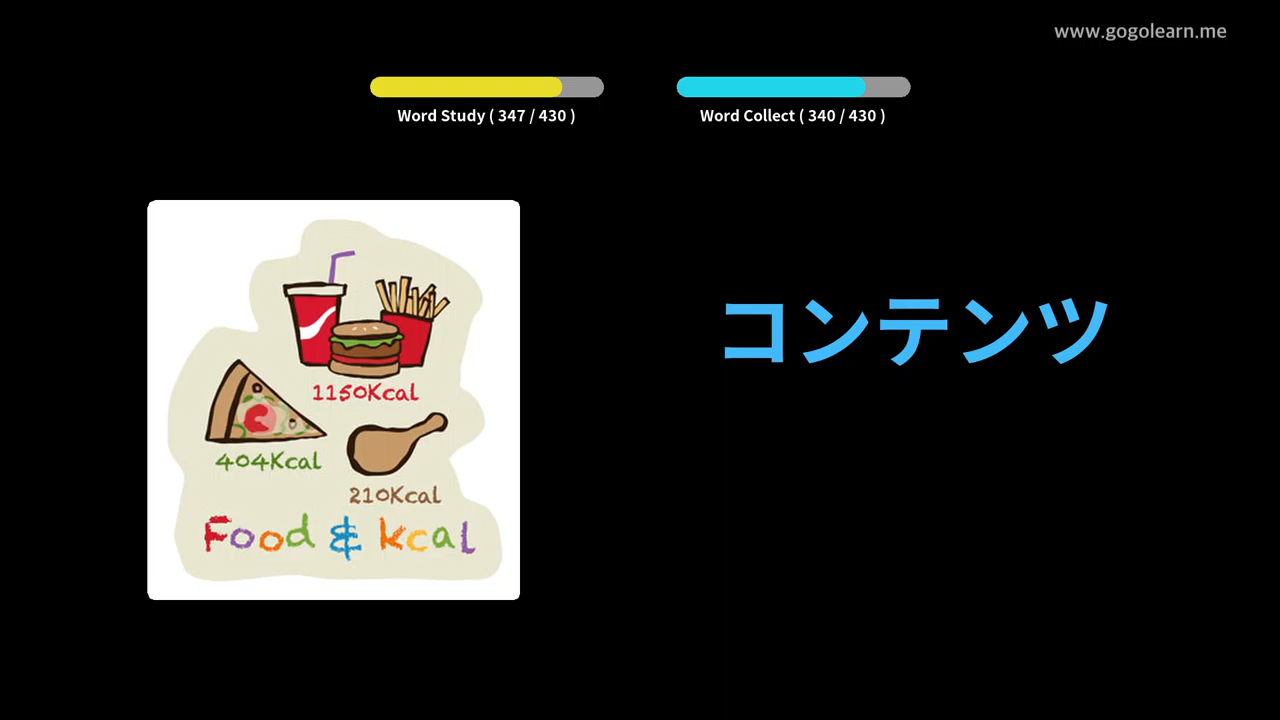 www.gogolearn.me
Word Study ( 347 / 430 )
Word Collect ( 340 / 430 )
コンテンツ
1150Kcal
404Kcal
210Kcal
Food & kcal